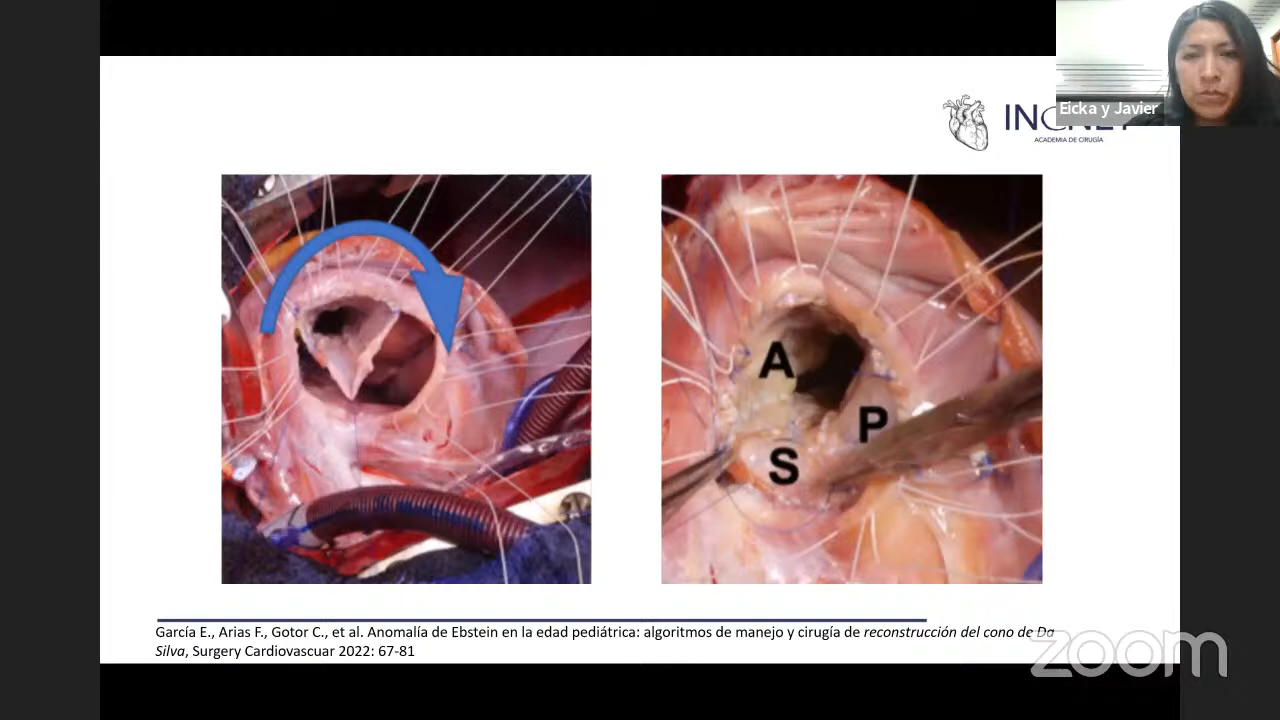 Eicka y Javier
ACADEMIA DE CIRUGÍA
A
P
S
García E., Arias F., Gotor C., et al. Anomalía de Ebstein en la edad pediátrica: algoritmos de manejo y cirugía de reconstrucción del cono de Da
Silva, Surgery Cardiovascuar 2022: 67-81
zoom